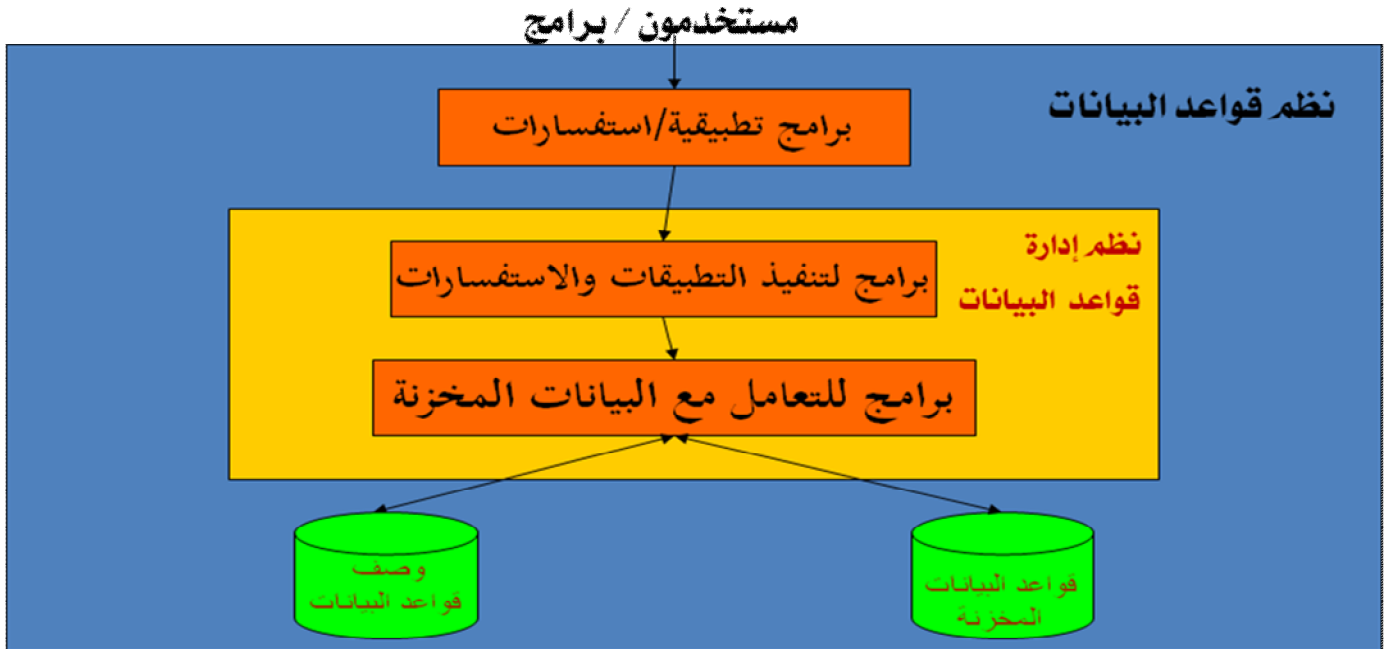 مستخدمون / برامج
نظم قواعد البيانات
برامج تطبيقية/استفسارات
نظم إدارة
قواعد البيانات
برامج لتنفيذ التطبيقات والاستفسارات
برامج للتعامل مع البيانات المخزنة
قواعد البيانات
المخزنة
وصف
قواعد البيانات